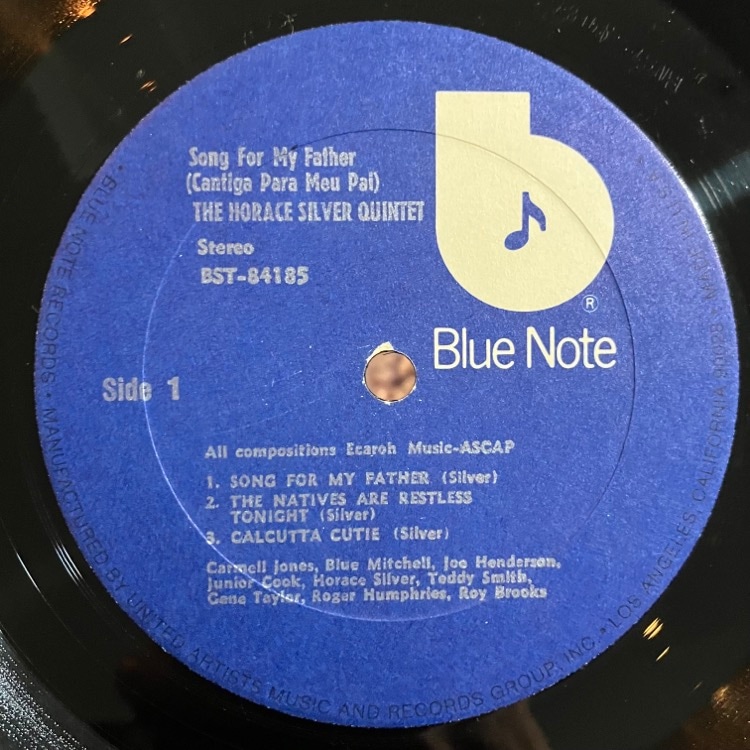 Song For My Father
(Cantiga Para Meu Pai)
THE HORACE SILVER QUINTET
Stereo
BST-84185
®
Blue Note
Side 1
All compositions Ecaroh Music-ASCAP
1. SONG FOR MY FATHER (Silver)
2. THE NATIVES ARE RESTLESS
TONIGHT (Silver)
3. CALCUTTA CUTIE (Silver)
Carmell Jones, Blue Mitchell, Joe Henderson,
Junior Cook, Horace Silver, Teddy Smith,
Gene Taylor, Roger Humphries, Roy Brooks
• BLUE NOTE RECORDS • MANUFACTURED BY UNITED ARTISTS MUSIC AND RECORDS GROUP, INC. • LOS ANGELES, CALIFORNIA 90028 • MADE IN U.S.A.